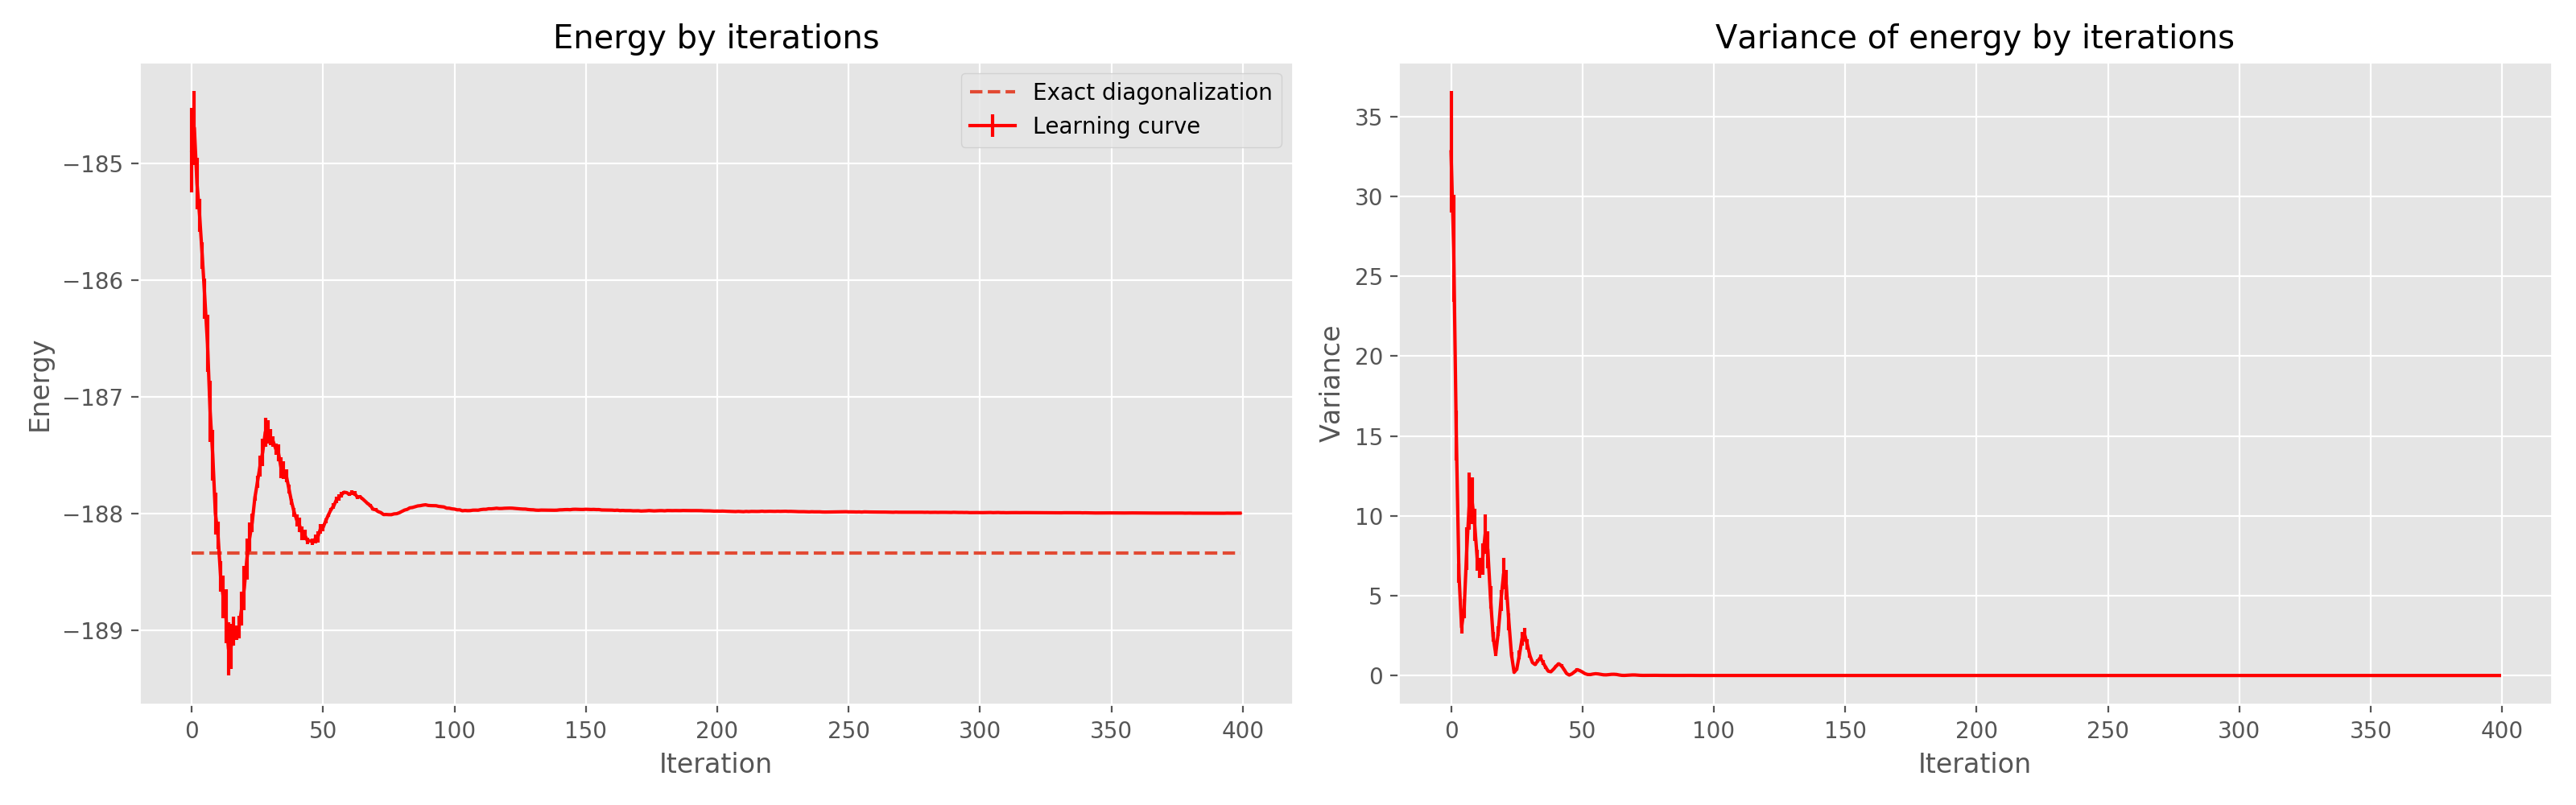 Energy by iterations
Exact diagonalization
Learning curve
−185
−186
−187
−188
−189
Energy
0 50 100 150 200 250 300 350 400
Iteration
Variance of energy by iterations
35
30
25
20
15
10
5
0
Variance
0 50 100 150 200 250 300 350 400
Iteration